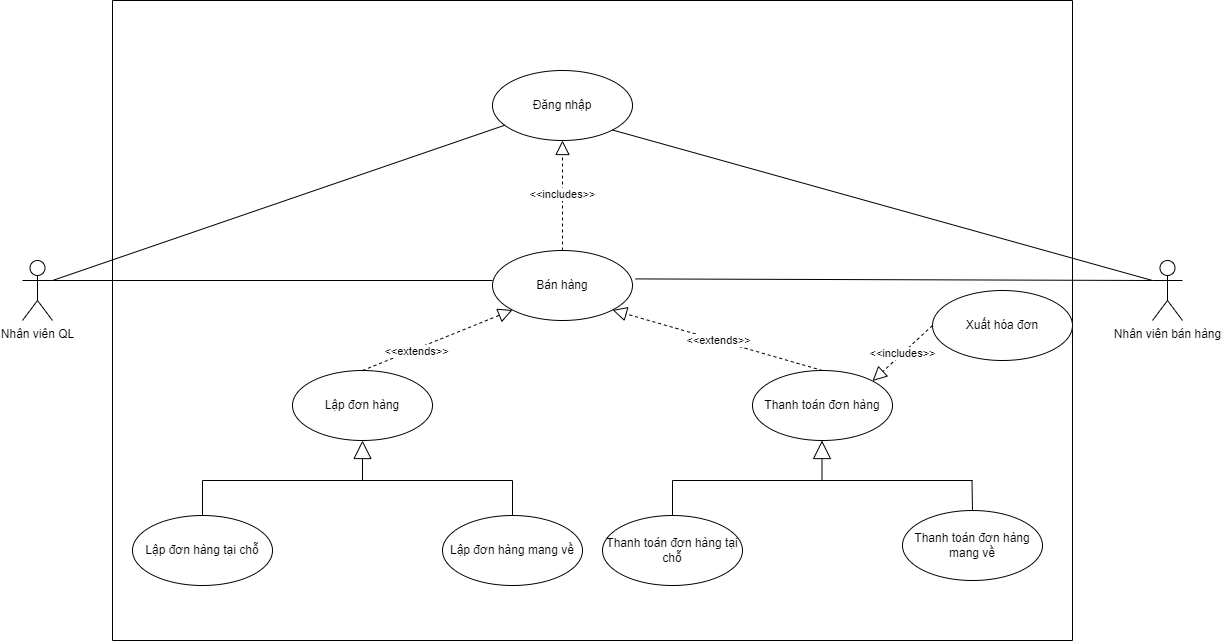 Đăng nhập
<<includes>>
Bán hàng
Nhân viên QL
Nhân viên bán hàng
Xuất hóa đơn
<<extends>>
<<extends>>
<<includes>>
Lập đơn hàng
Thanh toán đơn hàng
Lập đơn hàng tại chỗ
Lập đơn hàng mang về
Thanh toán đơn hàng tại
chỗ
Thanh toán đơn hàng
mang về